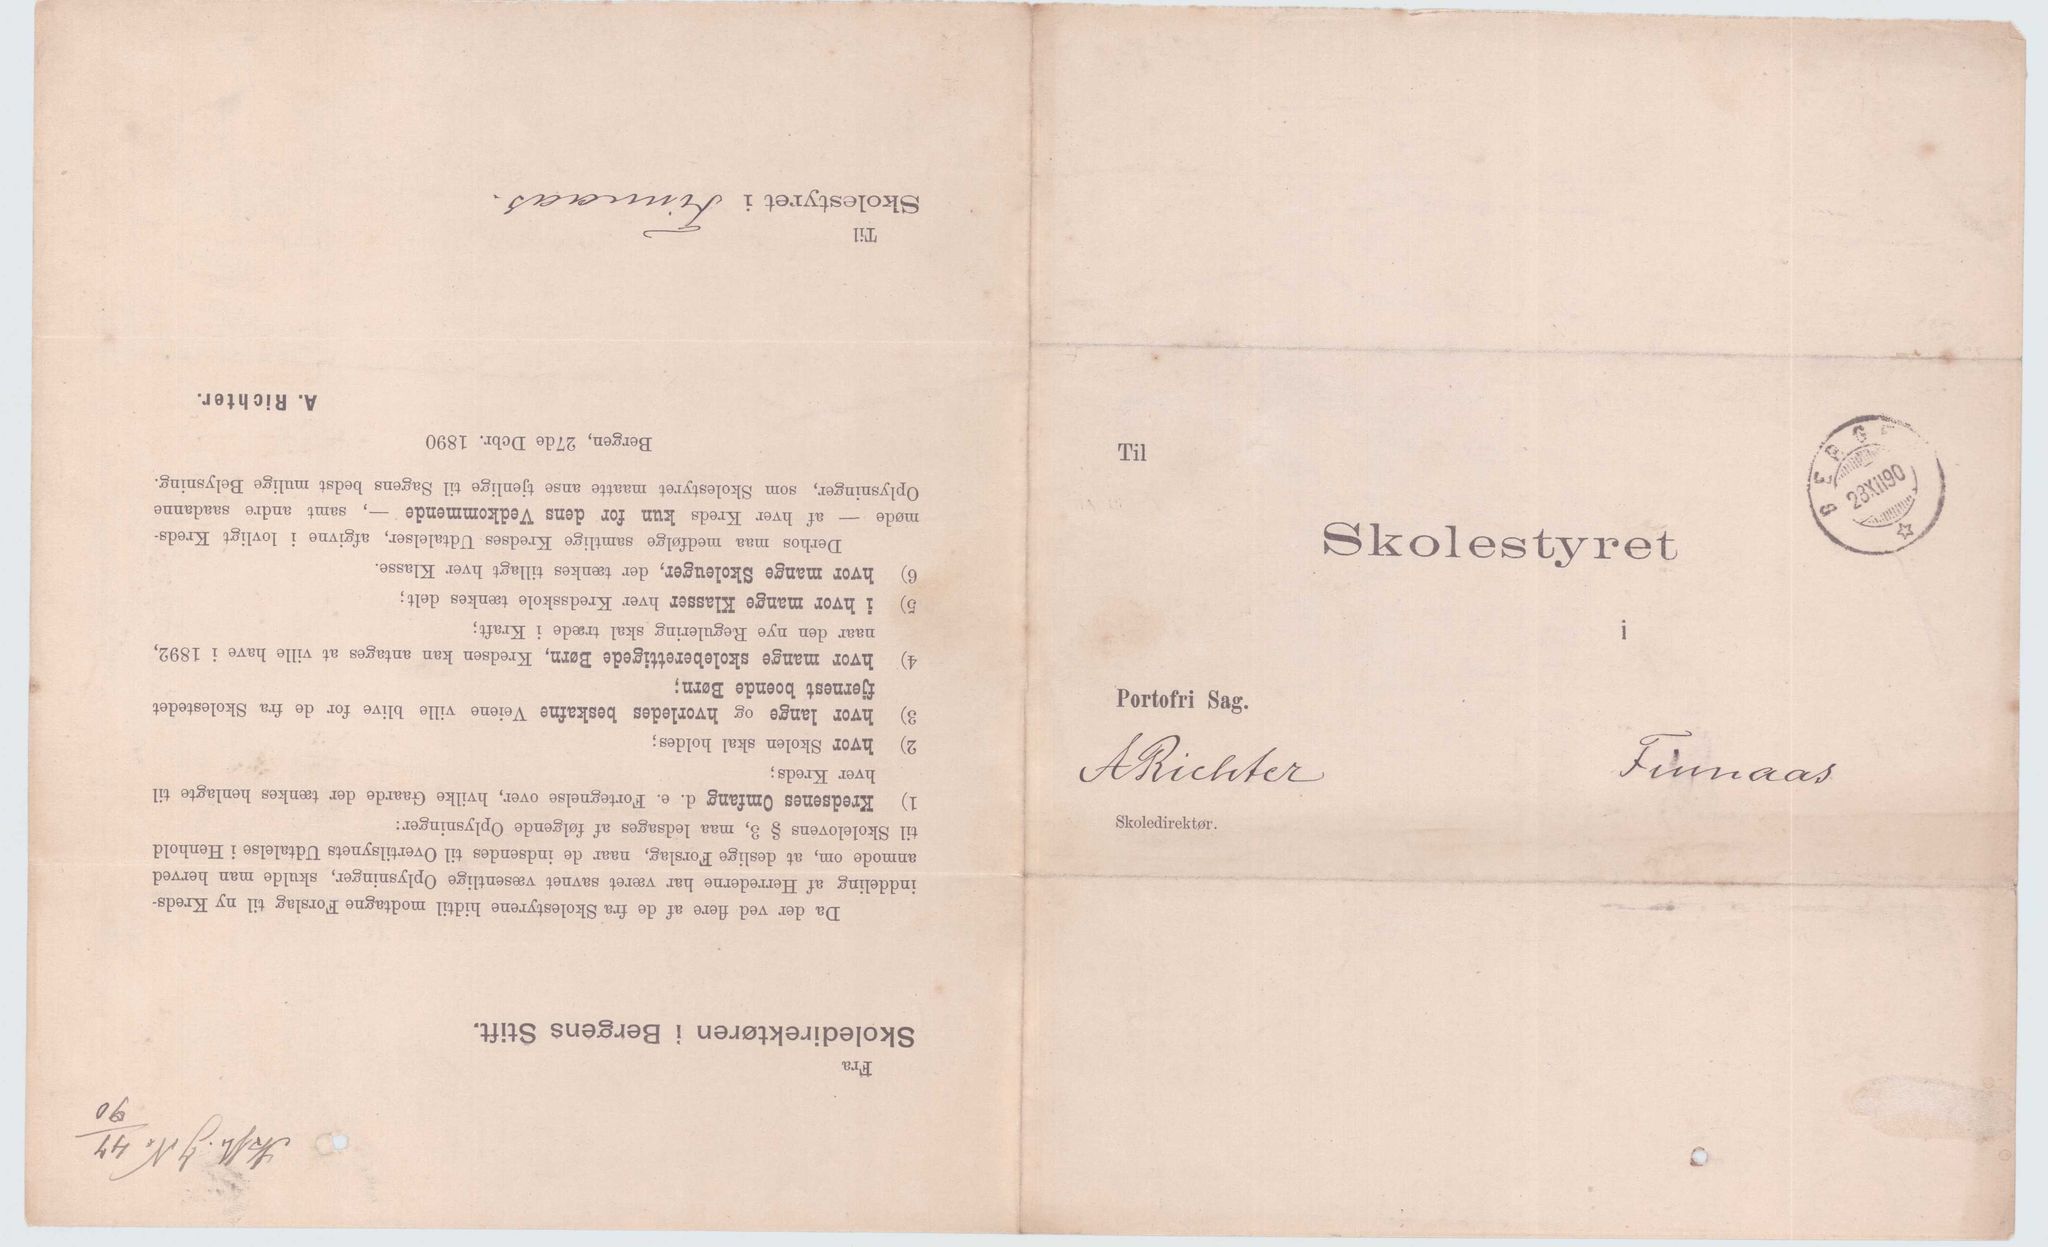 47
90
Fra
Skoledirektøren i Bergens Stift.
Da der ved flere af de fra Skolestyrene hidtil modtagne Forslag til ny Kreds-
inddeling af Herrederne har været savnet væsentlige Oplysninger, skulde man herved
anmode om, at deslige Forslag, naar de indsendes til Overtilsynets Udtalelse i Henhold
til Skolelovens § 3, maa ledsages af følgende Oplysninger:
1) Kredsenes Omfang d. e. Fortegnelse over, hvilke Gaarde der tænkes henlagte til
hver Kreds;
2) hvor Skolen skal holdes;
3) hvor lange og hvorledes beskafne Veiene ville blive for de fra Skolestedet
fjernest boende Børn;
4) hvor mange skoleberettigede Børn, Kredsen kan antages at ville have i 1892,
naar den nye Regulering skal træde i Kraft;
5) i hvor mange Klasser hver Kredsskole tænkes delt;
6) hvor mange Skoleuger, der tænkes tillagt hver Klasse.
Derhos maa medfølge samtlige Kredses Udtalelser, afgivne i lovligt Kreds-
møde — af hver Kreds kun for dens Vedkommende —, samt andre saadanne
Oplysninger, som Skolestyret maatte anse tjenlige til Sagens bedst mulige Belysning.
Bergen, 27de Dcbr. 1890
A. Richter.
Til
Skolestyret i Finnaas.
Til
Skolestyret
i
Portofri Sag.
ARichter
Finnaas
Skoledirektør.
BERGE
28XII90